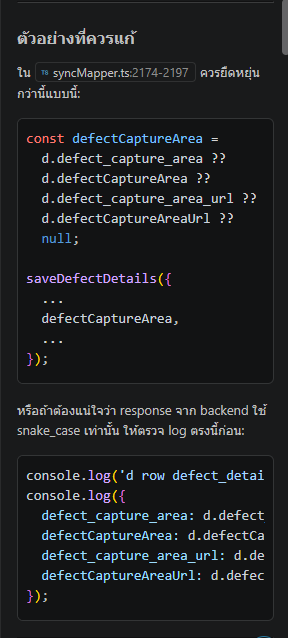 ตัวอย่างที่ควรแก้
ใน TS syncMapper.ts:2174-2197 ควรยืดหยุ่น
กว่านี้แบบนี้:
const defectCaptureArea =
d.defect_capture_area ??
d.defectCaptureArea ??
d.defect_capture_area_url ??
d.defectCaptureAreaUrl ??
null;
saveDefectDetails({
...
defectCaptureArea,
...
});
หรือถ้าต้องแน่ใจว่า response จาก backend ใช้
snake_case เท่านั้น ให้ตรวจ log ตรงนี้ก่อน:
console.log('d row defect_detai
console.log({
defect_capture_area: d.defect
defectCaptureArea: d.defectCa
defect_capture_area_url: d.de
defectCaptureAreaUrl: d.defec
});